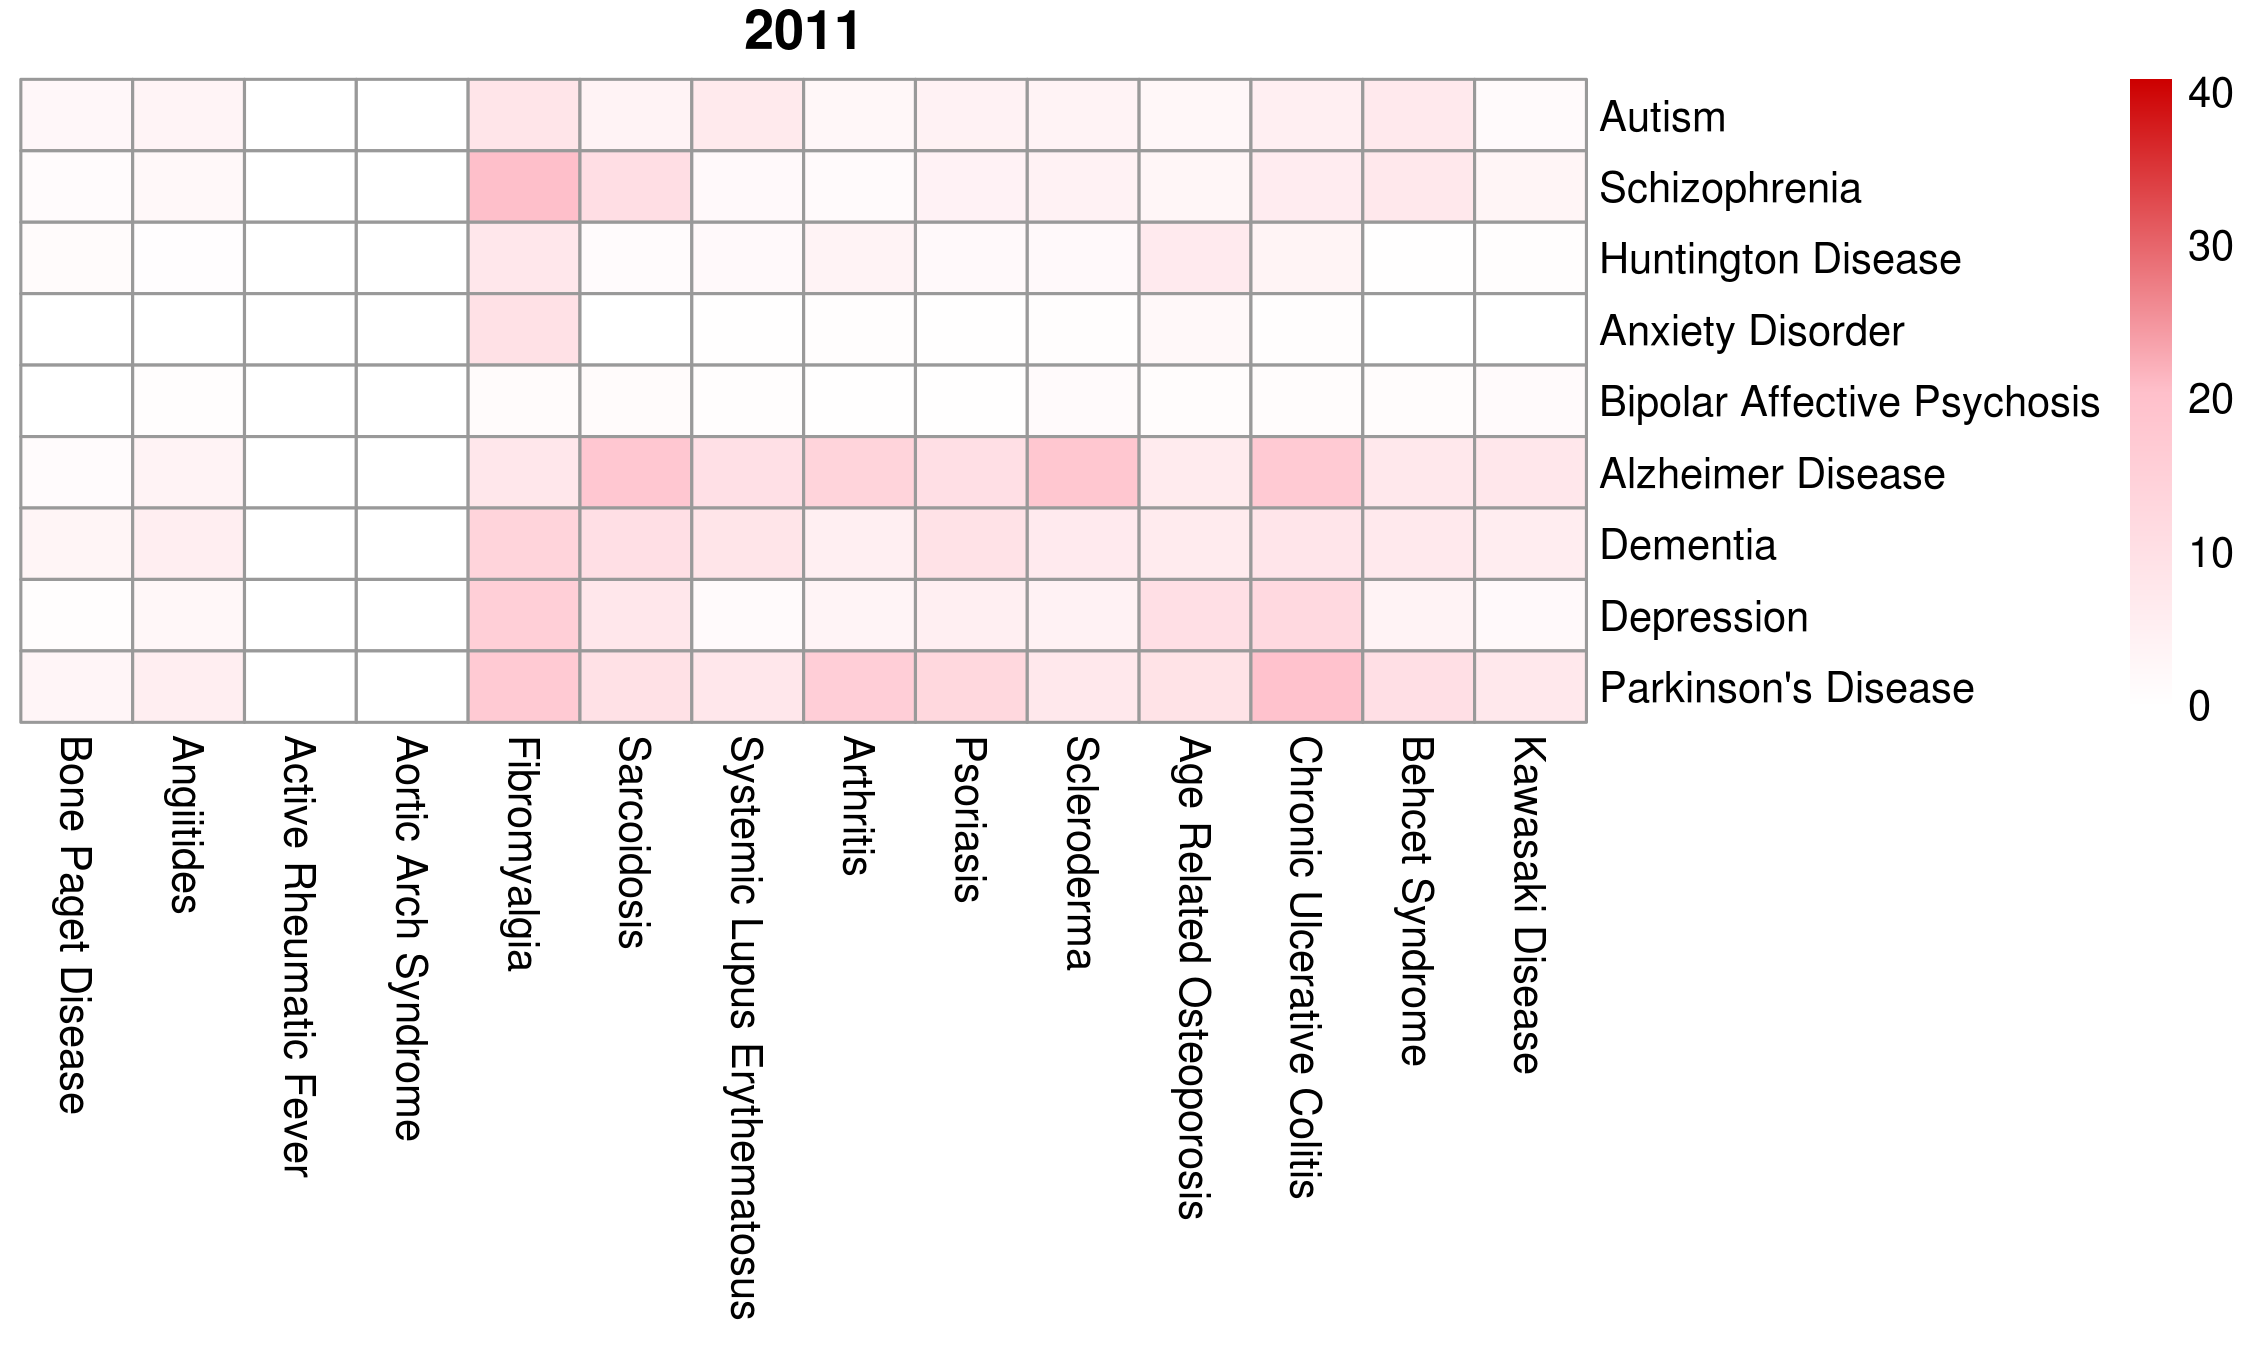 2011
Autism
Schizophrenia
Huntington Disease
Anxiety Disorder
Bipolar Affective Psychosis
Alzheimer Disease
Dementia
Depression
Parkinson's Disease
40
30
20
10
0
Bone Paget Disease
Angiitides
Active Rheumatic Fever
Aortic Arch Syndrome
Fibromyalgia
Sarcoidosis
Systemic Lupus Erythematosus
Arthritis
Psoriasis
Scleroderma
Age Related Osteoporosis
Chronic Ulcerative Colitis
Behcet Syndrome
Kawasaki Disease